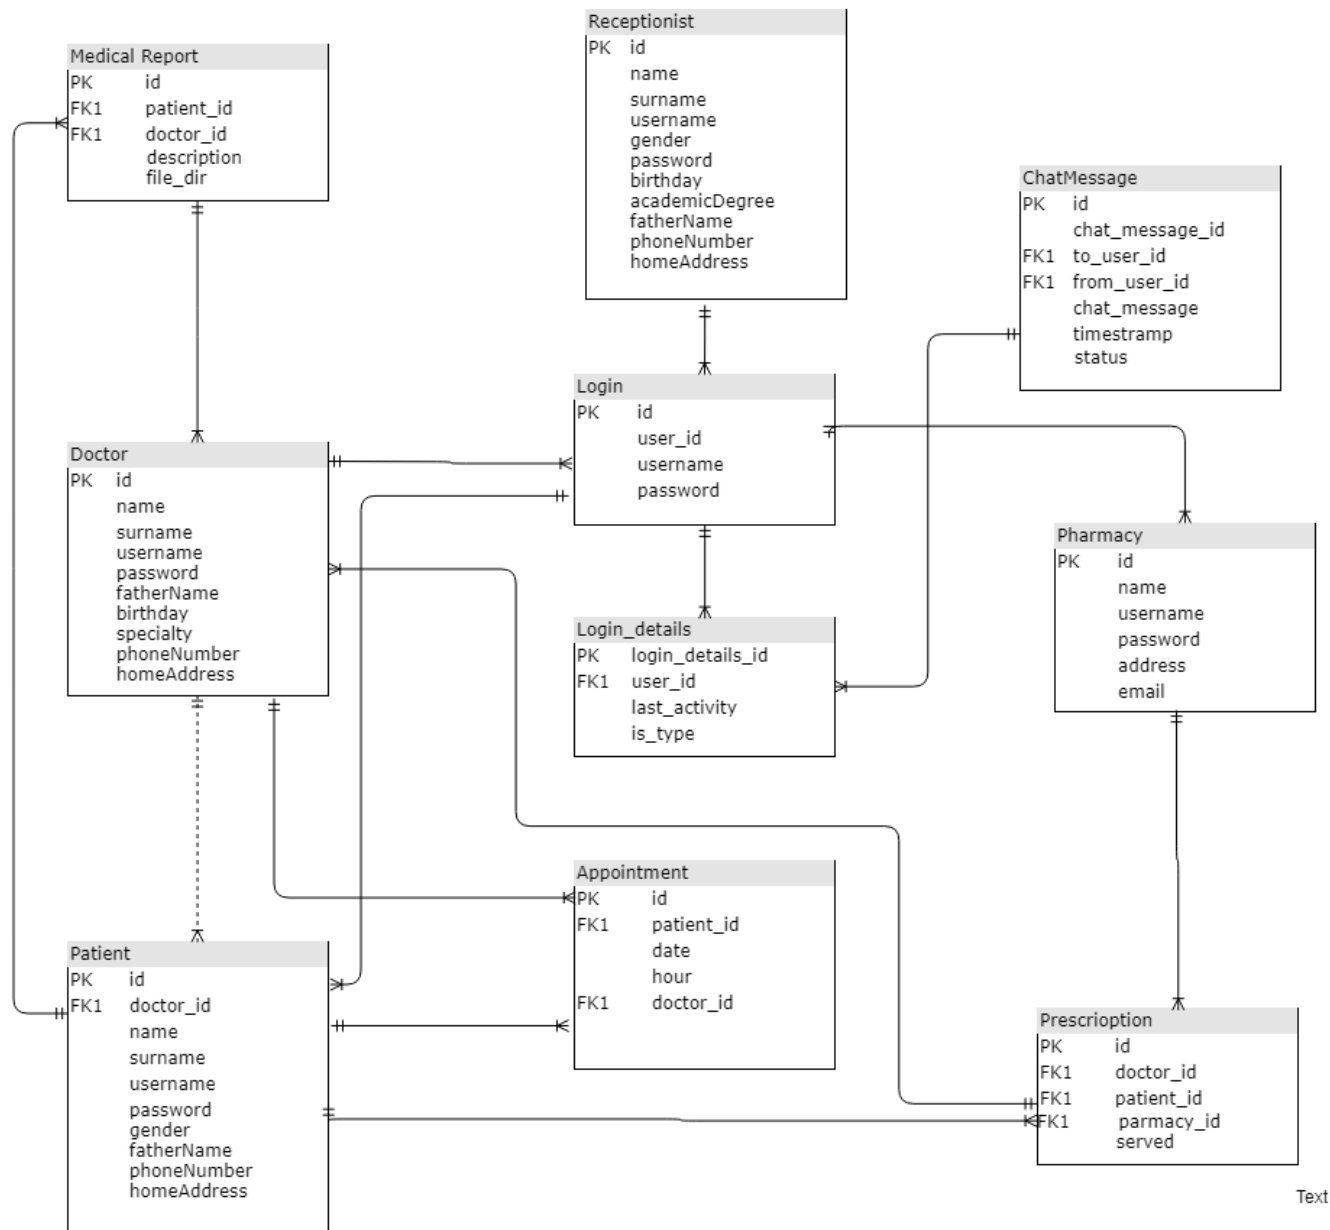 Medical Report
PK id
FK1 patient_id
FK1 doctor_id
description
file_dir
Receptionist
PK id
name
surname
username
gender
password
birthday
academicDegree
fatherName
phoneNumber
homeAddress
ChatMessage
PK id
chat_message_id
FK1 to_user_id
FK1 from_user_id
chat_message
timestramp
status
Login
PK id
user_id
username
password
Doctor
PK id
name
surname
username
password
fatherName
birthday
specialty
phoneNumber
homeAddress
Login_details
PK login_details_id
FK1 user_id
last_activity
is_type
Pharmacy
PK id
name
username
password
address
email
Appointment
PK id
FK1 patient_id
date
hour
FK1 doctor_id
Patient
PK id
FK1 doctor_id
name
surname
username
password
gender
fatherName
phoneNumber
homeAddress
Prescrioption
PK id
FK1 doctor_id
FK1 patient_id
FK1 parmacy_id
served
Text